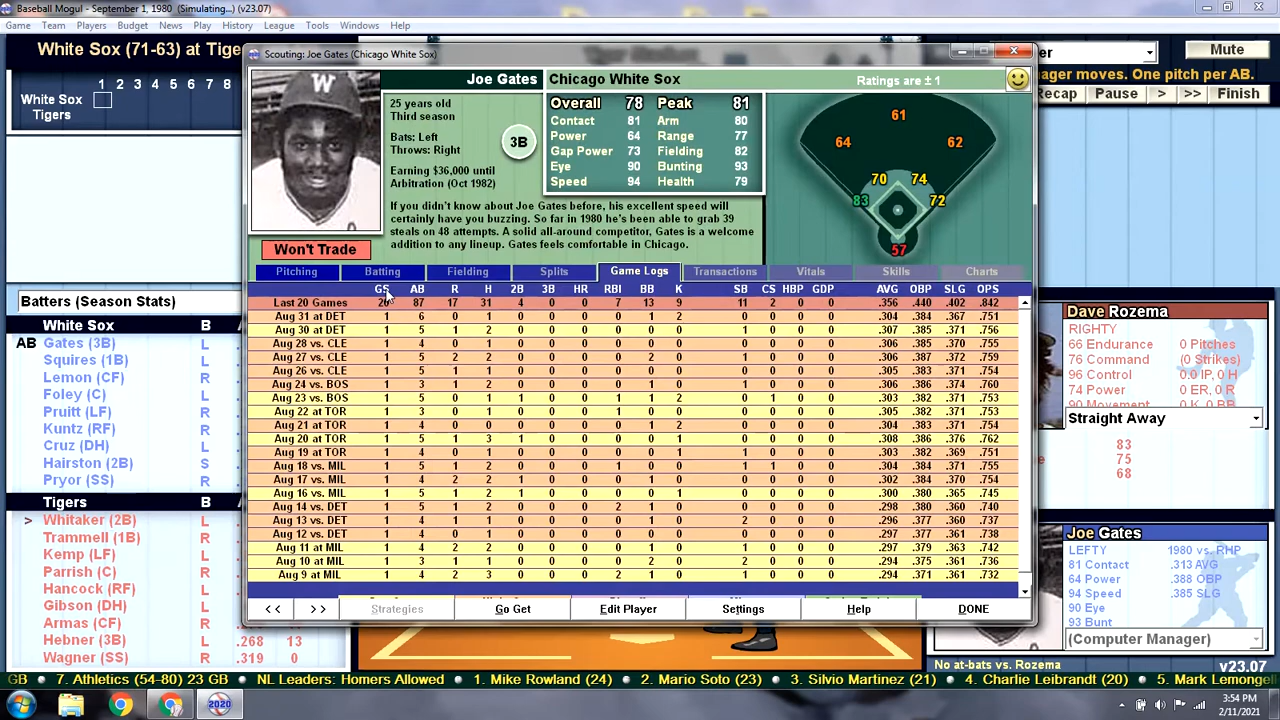 Baseball Mogul - September 1, 1980 (Simulating...) (v23.07)
Game Team Players Budget News Play History League Tools Windows Help
White Sox (71-63) at Tige
Mute
1 2 3 4 5 6 7 8
White Sox
Tigers
ager moves. One pitch per AB.
Recap Pause > >> Finish
Scouting: Joe Gates (Chicago White Sox)
Joe Gates
Chicago White Sox
Ratings are ± 1
25 years old
Third season
Bats: Left
Throws: Right
Earning $36,000 until
Arbitration (Oct 1982)
3B
Overall 78 Peak 81
Contact 81 Arm 80
Power 64 Range 77
Gap Power 73 Fielding 82
Eye 90 Bunting 93
Speed 94 Health 79
If you didn't know about Joe Gates before, his excellent speed will
certainly have you buzzing. So far in 1980 he's been able to grab 39
steals on 48 attempts. A solid all-around competitor, Gates is a welcome
addition to any lineup. Gates feels comfortable in Chicago.
61
64 62
70 74
83 72
57
Won't Trade
Pitching Batting Fielding Splits Game Logs Transactions Vitals Skills Charts
GS AB R H 2B 3B HR RBI BB K SB CS HBP GDP AVG OBP SLG OPS
Last 20 Games 20 87 17 31 4 0 0 7 13 9 11 2 0 0 .356 .440 .402 .842
Aug 31 at DET 1 6 0 1 0 0 0 0 1 2 0 0 0 0 .304 .384 .367 .751
Aug 30 at DET 1 5 1 2 0 0 0 0 0 0 1 0 0 0 .307 .385 .371 .756
Aug 28 vs. CLE 1 4 0 1 0 0 0 0 0 0 0 0 0 0 .306 .385 .370 .755
Aug 27 vs. CLE 1 5 2 2 0 0 0 0 2 0 1 0 0 0 .306 .387 .372 .759
Aug 26 vs. CLE 1 5 1 1 0 0 0 0 0 0 0 0 0 0 .305 .383 .371 .754
Aug 24 vs. BOS 1 3 1 2 0 0 0 0 1 0 1 0 0 0 .306 .386 .374 .760
Aug 23 vs. BOS 1 5 0 1 1 0 0 1 1 2 0 1 0 0 .303 .382 .371 .753
Aug 22 at TOR 1 3 0 1 0 0 0 1 0 0 0 0 0 0 .305 .382 .371 .753
Aug 21 at TOR 1 4 0 0 0 0 0 0 1 2 0 0 0 0 .304 .381 .371 .753
Aug 20 at TOR 1 5 1 3 1 0 0 0 0 1 0 0 0 0 .308 .386 .376 .762
Aug 19 at TOR 1 4 0 1 0 0 0 0 0 1 0 0 0 0 .303 .382 .369 .751
Aug 18 vs. MIL 1 5 1 2 0 0 0 1 0 0 1 1 0 0 .304 .384 .371 .755
Aug 17 vs. MIL 1 4 2 2 1 0 0 0 1 0 0 0 0 0 .302 .384 .370 .754
Aug 16 vs. MIL 1 5 1 2 1 0 0 0 0 1 0 0 0 0 .300 .380 .365 .745
Aug 14 vs. DET 1 5 1 2 0 0 0 2 1 0 0 0 0 0 .298 .380 .360 .740
Aug 13 vs. DET 1 4 1 1 0 0 0 0 1 0 2 0 0 0 .296 .377 .360 .737
Aug 12 vs. DET 1 4 0 1 0 0 0 0 0 0 0 0 0 0 .297 .377 .361 .738
Aug 11 at MIL 1 4 2 2 0 0 0 0 1 0 2 0 0 0 .297 .379 .363 .742
Aug 10 at MIL 1 3 1 1 0 0 0 0 2 0 2 0 0 0 .294 .375 .361 .736
Aug 9 at MIL 1 4 2 3 0 0 0 2 1 0 1 0 0 0 .294 .371 .361 .732
<< >> Strategies Go Get Edit Player Settings Help DONE
Batters (Season Stats)
White Sox B
AB Gates (3B) L
Squires (1B) L
Lemon (CF) R
Foley (C) L
Pruitt (LF) R
Kuntz (RF) R
Cruz (DH) L
Hairston (2B) S
Pryor (SS) R
Tigers B
> Whitaker (2B) L
Trammell (1B) R
Kemp (LF) L
Parrish (C) R
Hancock (RF) L
Gibson (DH) L
Armas (CF) R
Hebner (3B) L .268 13
Wagner (SS) R .319 0
Dave Rozema
RIGHTY
66 Endurance 0 Pitches
76 Command (0 Strikes)
96 Control 0.0 IP, 0 H
74 Power 0 ER, 0 R
90 Movement 0 K, 0 BB
Straight Away
83
75
68
Joe Gates
LEFTY 1980 vs. RHP
81 Contact .313 AVG
64 Power .388 OBP
94 Speed .385 SLG
90 Eye
93 Bunt
(Computer Manager)
No at-bats vs. Rozema v23.07
GB • 7. Athletics (54-80) 23 GB • NL Leaders: Homers Allowed • 1. Mike Rowland (24) • 2. Mario Soto (23) • 3. Silvio Martinez (21) • 4. Charlie Leibrandt (20) • 5. Mark Lemongel
2020
3:54 PM
2/11/2021